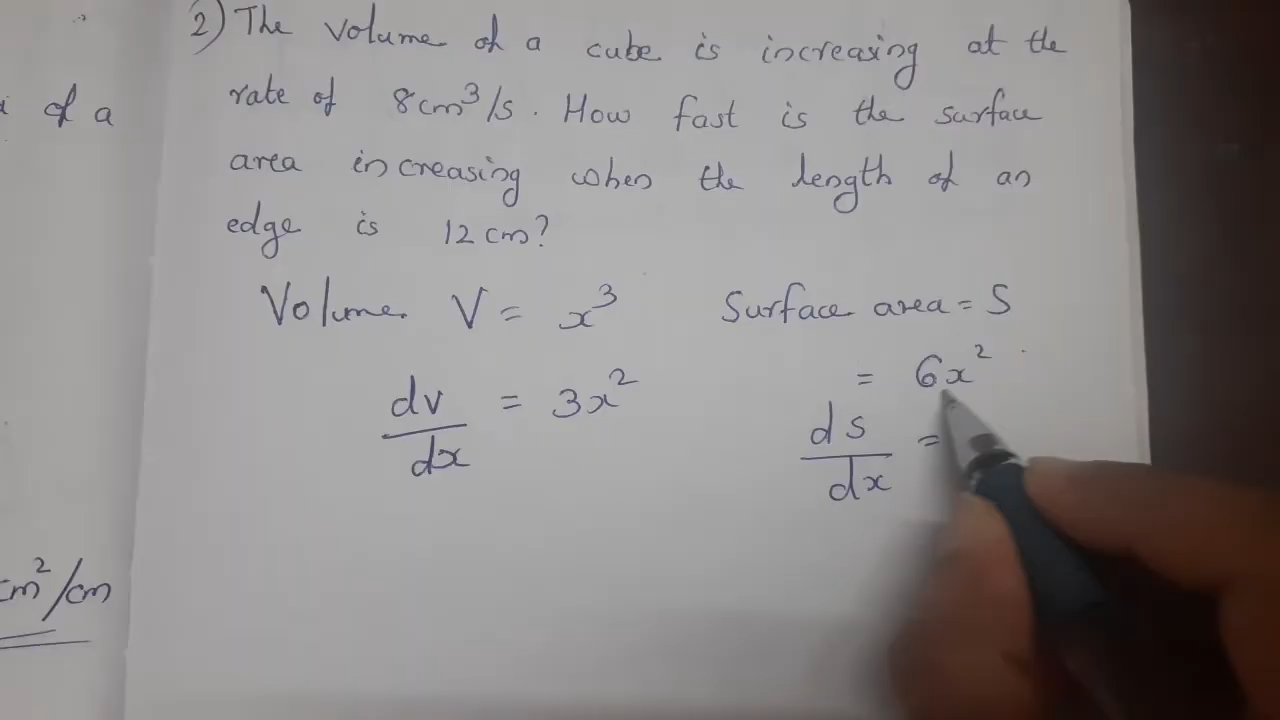 2) The Volume of a cube is increasing at the
rate of 8cm³/s. How fast is the surface
area increasing when the length of an
edge is 12 cm?
Volume. V = x³
dv/dx = 3x²
Surface area = S
= 6x²
ds/dx =
of a
cm²/cm